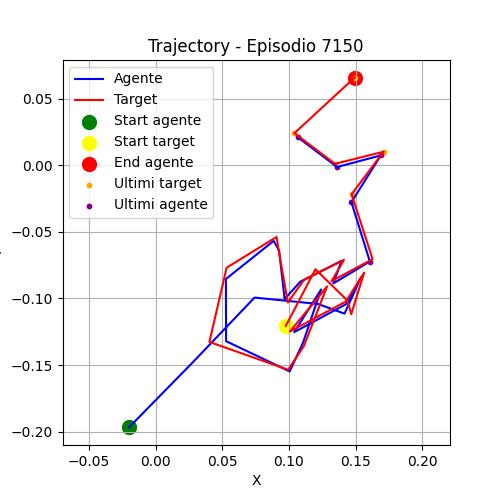 Trajectory - Episodio 7150
Agente
Target
Start agente
Start target
End agente
Ultimi target
Ultimi agente
0.05
0.00
−0.05
−0.10
−0.15
−0.20
−0.05
0.00
0.05
0.10
0.15
0.20
X